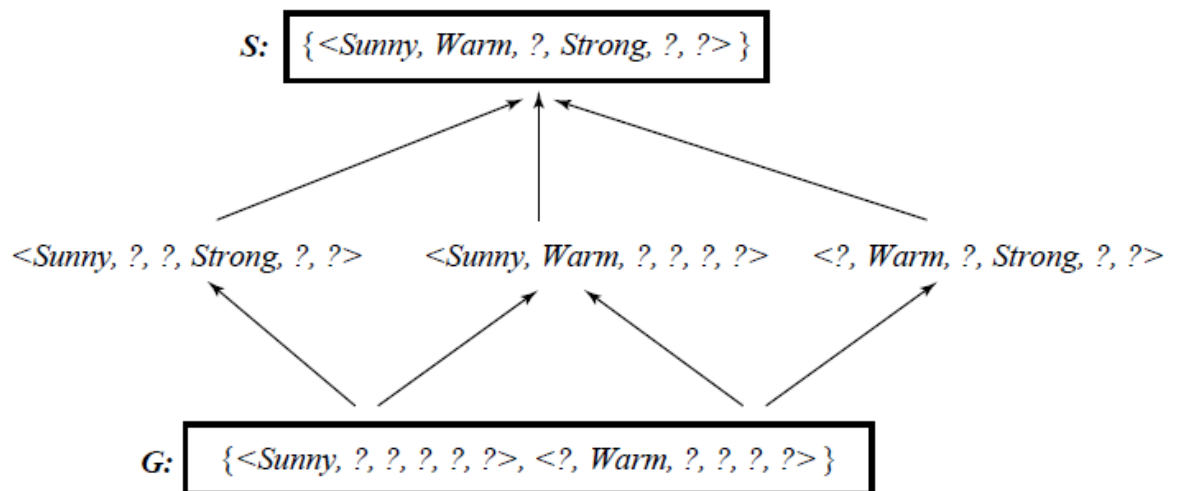 S: {<Sunny, Warm, ?, Strong, ?, ?>}
<Sunny, ?, ?, Strong, ?, ?> <Sunny, Warm, ?, ?, ?, ?> <?, Warm, ?, Strong, ?, ?>
G: {<Sunny, ?, ?, ?, ?, ?>, <?, Warm, ?, ?, ?, ?>}